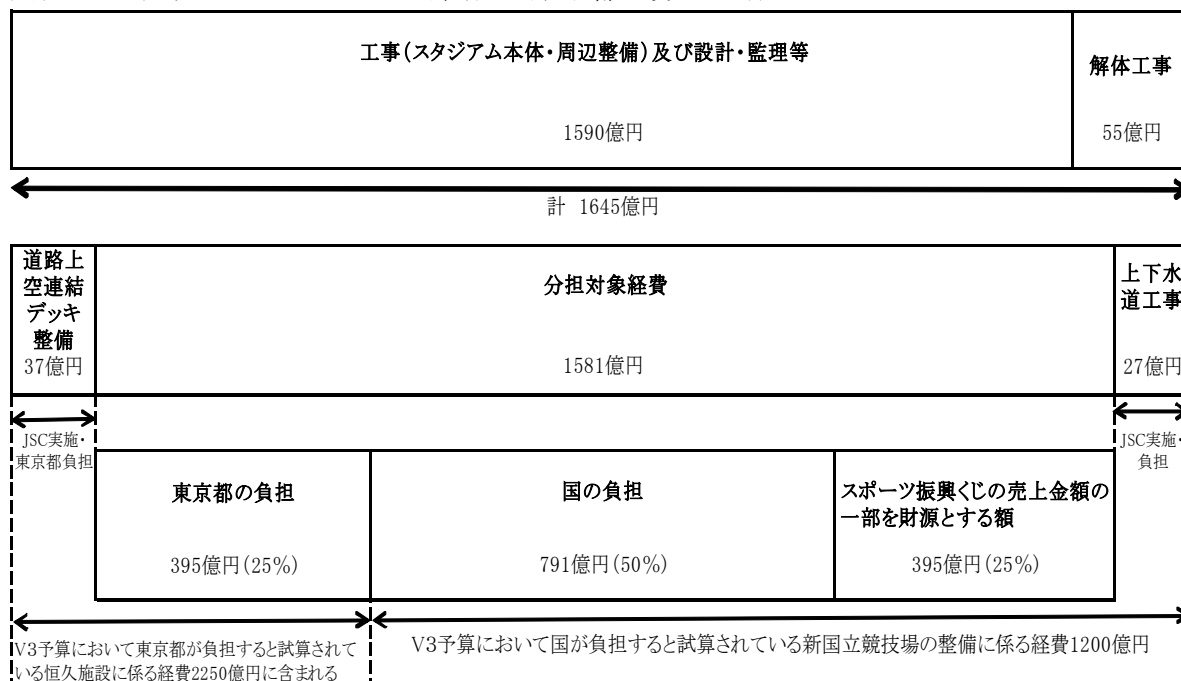 工事(スタジアム本体・周辺整備)及び設計・監理等
1590億円
解体工事
55億円
計 1645億円
道路上
空連結
デッキ
整備
37億円
分担対象経費
1581億円
上下水
道工事
27億円
JSC実施・
東京都負担
JSC実施・
負担
東京都の負担
395億円(25%)
国の負担
791億円(50%)
スポーツ振興くじの売上金額の
一部を財源とする額
395億円(25%)
V3予算において東京都が負担すると試算されて
いる恒久施設に係る経費2250億円に含まれる
V3予算において国が負担すると試算されている新国立競技場の整備に係る経費1200億円